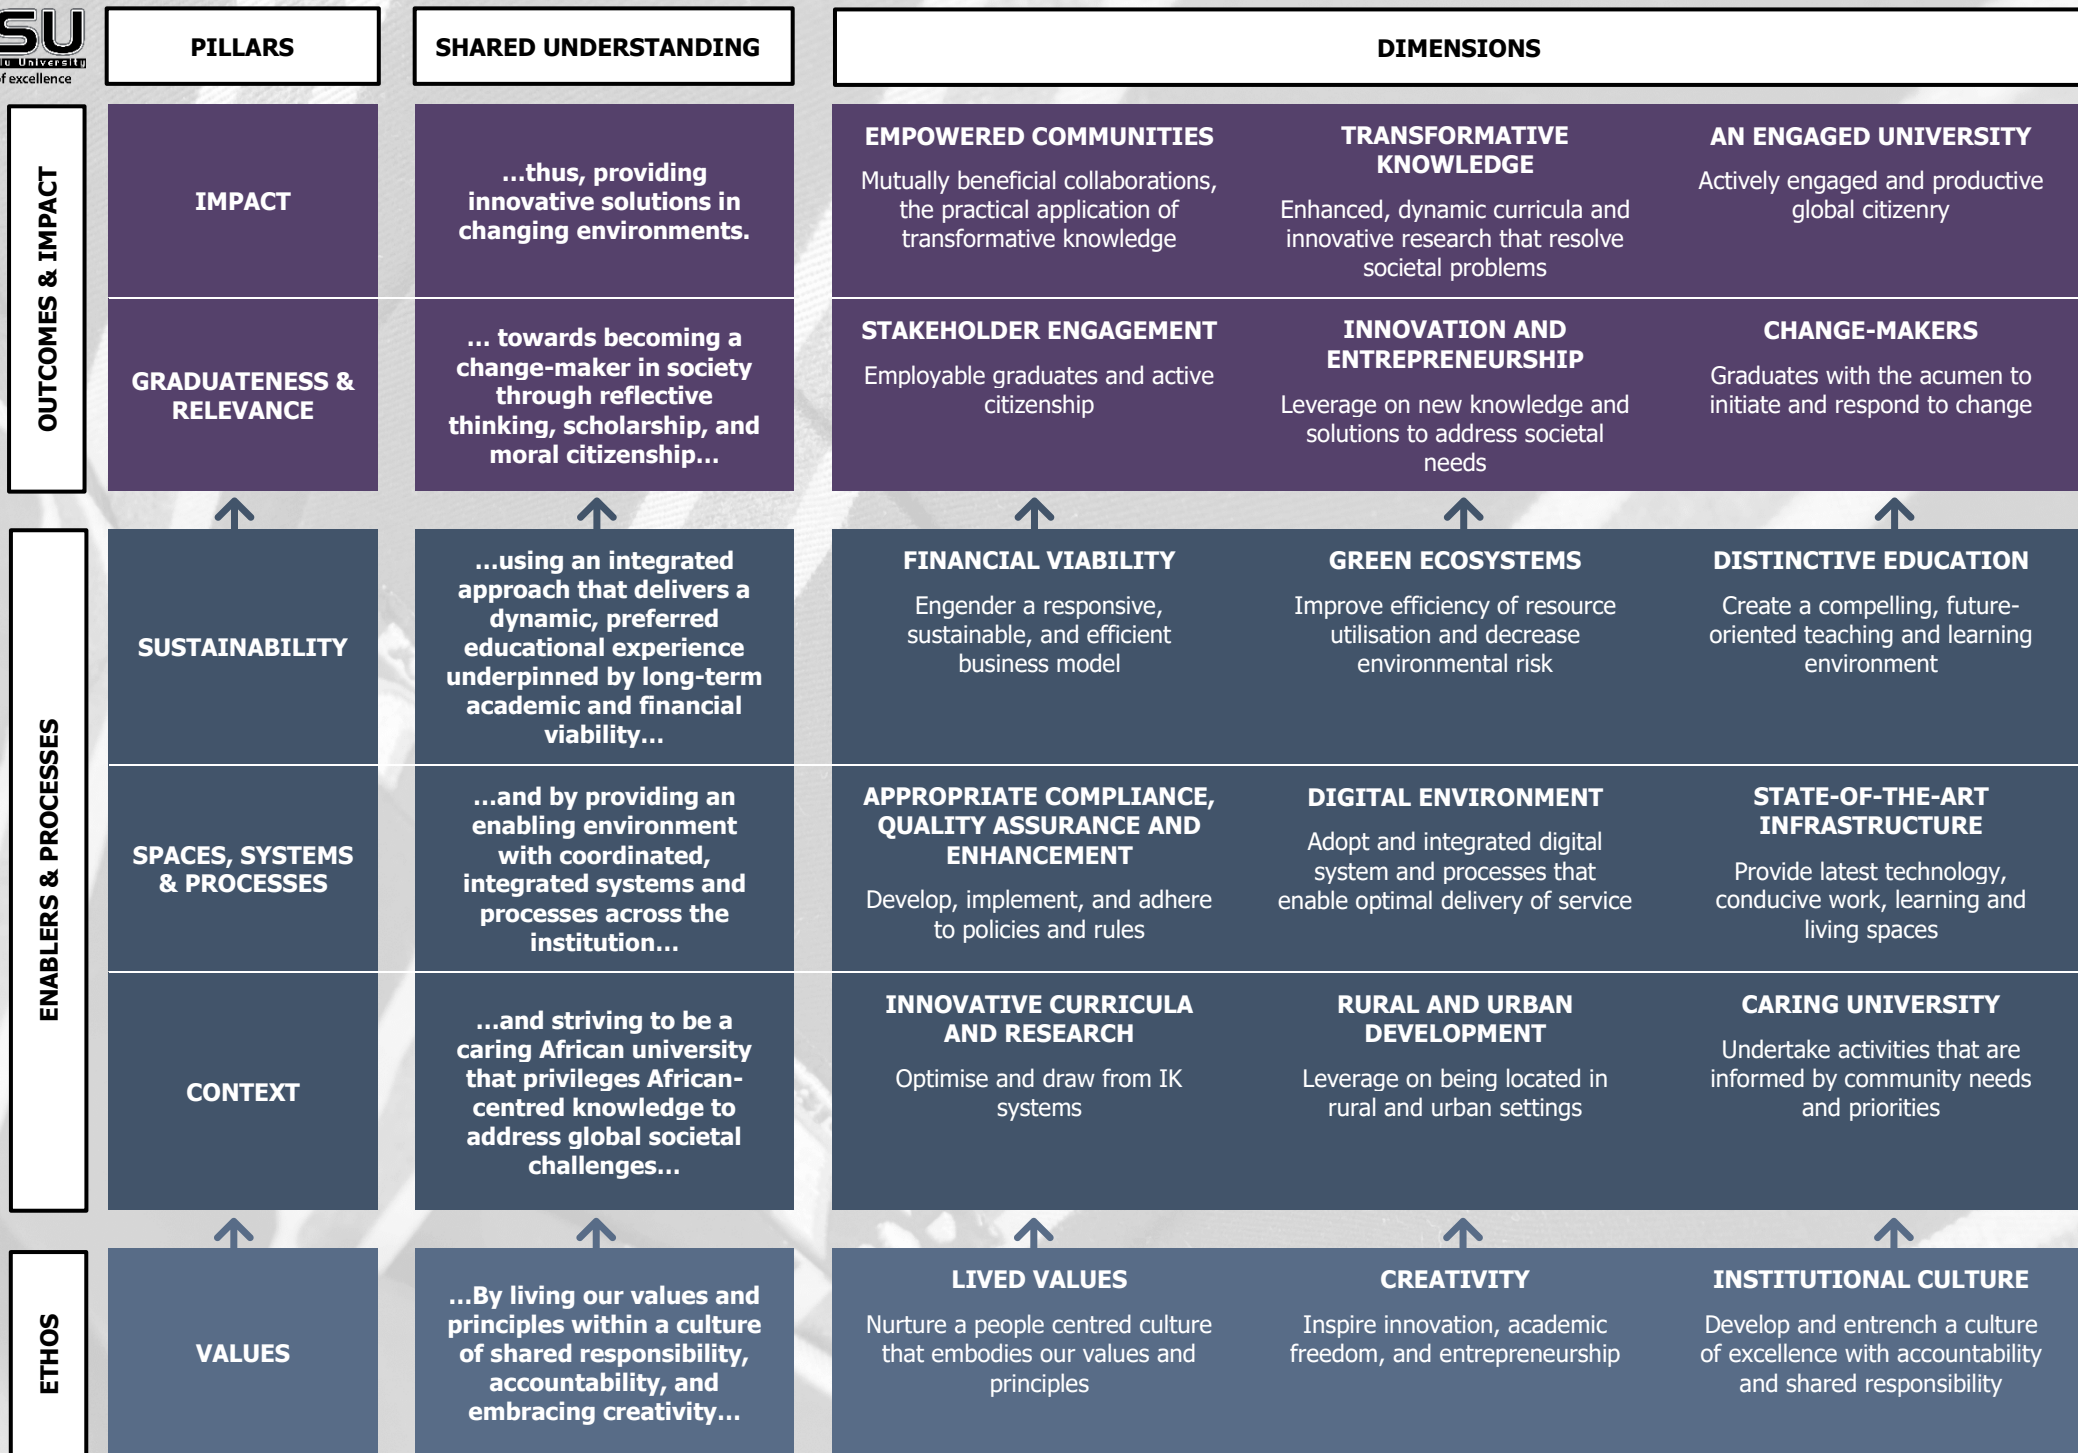 SU
lu University
of excellence
PILLARS
SHARED UNDERSTANDING
DIMENSIONS
OUTCOMES & IMPACT
IMPACT
...thus, providing
innovative solutions in
changing environments.
EMPOWERED COMMUNITIES
Mutually beneficial collaborations,
the practical application of
transformative knowledge
TRANSFORMATIVE
KNOWLEDGE
Enhanced, dynamic curricula and
innovative research that resolve
societal problems
AN ENGAGED UNIVERSITY
Actively engaged and productive
global citizenry
GRADUATENESS &
RELEVANCE
... towards becoming a
change-maker in society
through reflective
thinking, scholarship, and
moral citizenship...
STAKEHOLDER ENGAGEMENT
Employable graduates and active
citizenship
INNOVATION AND
ENTREPRENEURSHIP
Leverage on new knowledge and
solutions to address societal
needs
CHANGE-MAKERS
Graduates with the acumen to
initiate and respond to change
ENABLERS & PROCESSES
SUSTAINABILITY
...using an integrated
approach that delivers a
dynamic, preferred
educational experience
underpinned by long-term
academic and financial
viability...
FINANCIAL VIABILITY
Engender a responsive,
sustainable, and efficient
business model
GREEN ECOSYSTEMS
Improve efficiency of resource
utilisation and decrease
environmental risk
DISTINCTIVE EDUCATION
Create a compelling, future-
oriented teaching and learning
environment
SPACES, SYSTEMS
& PROCESSES
...and by providing an
enabling environment
with coordinated,
integrated systems and
processes across the
institution...
APPROPRIATE COMPLIANCE,
QUALITY ASSURANCE AND
ENHANCEMENT
Develop, implement, and adhere
to policies and rules
DIGITAL ENVIRONMENT
Adopt and integrated digital
system and processes that
enable optimal delivery of service
STATE-OF-THE-ART
INFRASTRUCTURE
Provide latest technology,
conducive work, learning and
living spaces
CONTEXT
...and striving to be a
caring African university
that privileges African-
centred knowledge to
address global societal
challenges...
INNOVATIVE CURRICULA
AND RESEARCH
Optimise and draw from IK
systems
RURAL AND URBAN
DEVELOPMENT
Leverage on being located in
rural and urban settings
CARING UNIVERSITY
Undertake activities that are
informed by community needs
and priorities
ETHOS
VALUES
...By living our values and
principles within a culture
of shared responsibility,
accountability, and
embracing creativity...
LIVED VALUES
Nurture a people centred culture
that embodies our values and
principles
CREATIVITY
Inspire innovation, academic
freedom, and entrepreneurship
INSTITUTIONAL CULTURE
Develop and entrench a culture
of excellence with accountability
and shared responsibility